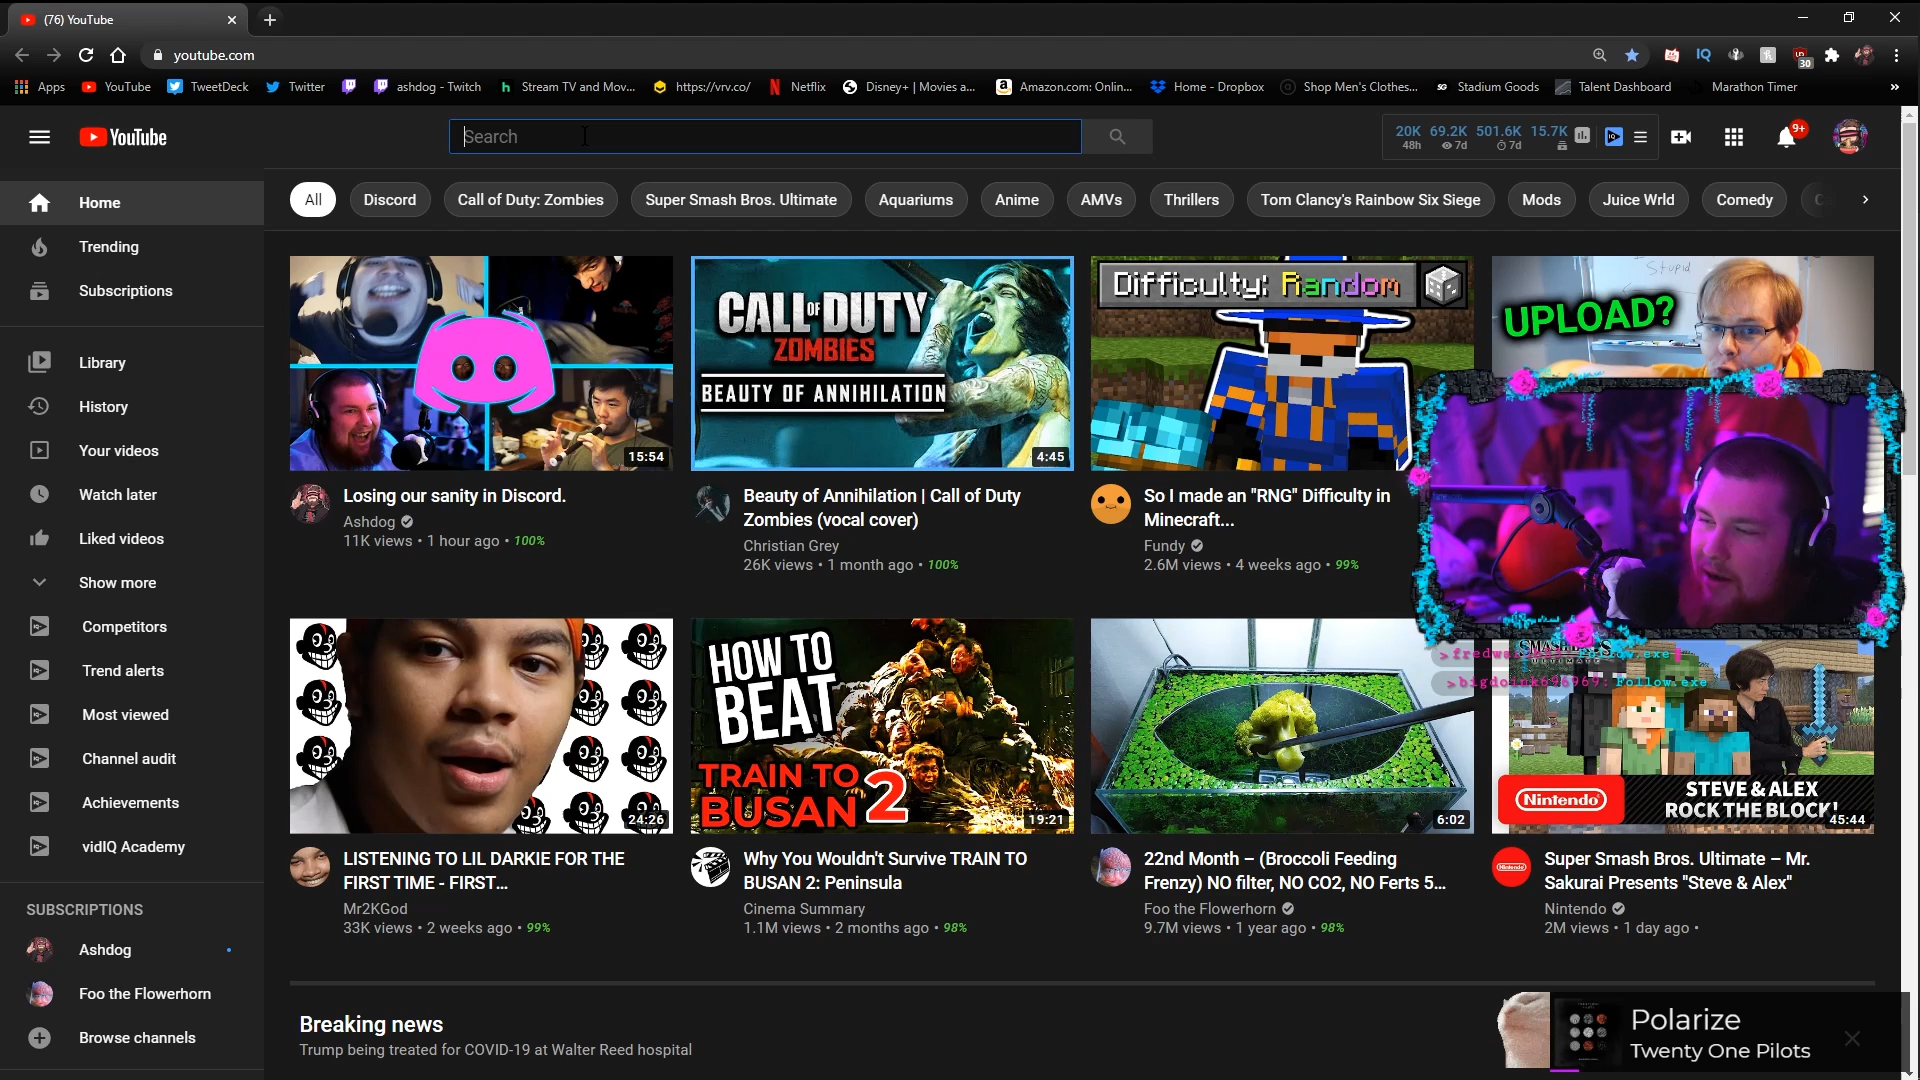 (76) YouTube
youtube.com
30
Apps
YouTube
TweetDeck
Twitter
ashdog - Twitch
h
Stream TV and Mov...
https://vrv.co/
Netflix
Disney+ | Movies a...
Amazon.com: Onlin...
Home - Dropbox
Shop Men's Clothes...
SG
Stadium Goods
Talent Dashboard
Marathon Timer
YouTube
Search
20K
48h
69.2K
7d
501.6K
7d
15.7K
9+
All
Discord
Call of Duty: Zombies
Super Smash Bros. Ultimate
Aquariums
Anime
AMVs
Thrillers
Tom Clancy's Rainbow Six Siege
Mods
Juice Wrld
Comedy
Home
Trending
Subscriptions
Library
History
Your videos
Watch later
Liked videos
Show more
Competitors
Trend alerts
Most viewed
Channel audit
Achievements
vidIQ Academy
SUBSCRIPTIONS
Ashdog
Foo the Flowerhorn
Browse channels
15:54
Losing our sanity in Discord.
Ashdog
11K views • 1 hour ago • 100%
CALL OF DUTY
ZOMBIES
BEAUTY OF ANNIHILATION
4:45
Beauty of Annihilation | Call of Duty
Zombies (vocal cover)
Christian Grey
26K views • 1 month ago • 100%
Difficulty: Random
So I made an "RNG" Difficulty in
Minecraft...
Fundy
2.6M views • 4 weeks ago • 99%
Stupid
UPLOAD?
Follow.exe
>bigdoink696969: Follow.exe
24:26
LISTENING TO LIL DARKIE FOR THE
FIRST TIME - FIRST...
Mr2KGod
33K views • 2 weeks ago • 99%
HOW TO
BEAT
TRAIN TO
BUSAN 2
19:21
Why You Wouldn't Survive TRAIN TO
BUSAN 2: Peninsula
Cinema Summary
1.1M views • 2 months ago • 98%
6:02
22nd Month – (Broccoli Feeding
Frenzy) NO filter, NO CO2, NO Ferts 5...
Foo the Flowerhorn
9.7M views • 1 year ago • 98%
ULTIMATE
Nintendo
STEVE & ALEX
ROCK THE BLOCK!
45:44
Super Smash Bros. Ultimate – Mr.
Sakurai Presents "Steve & Alex"
Nintendo
2M views • 1 day ago •
Breaking news
Trump being treated for COVID-19 at Walter Reed hospital
Polarize
Twenty One Pilots